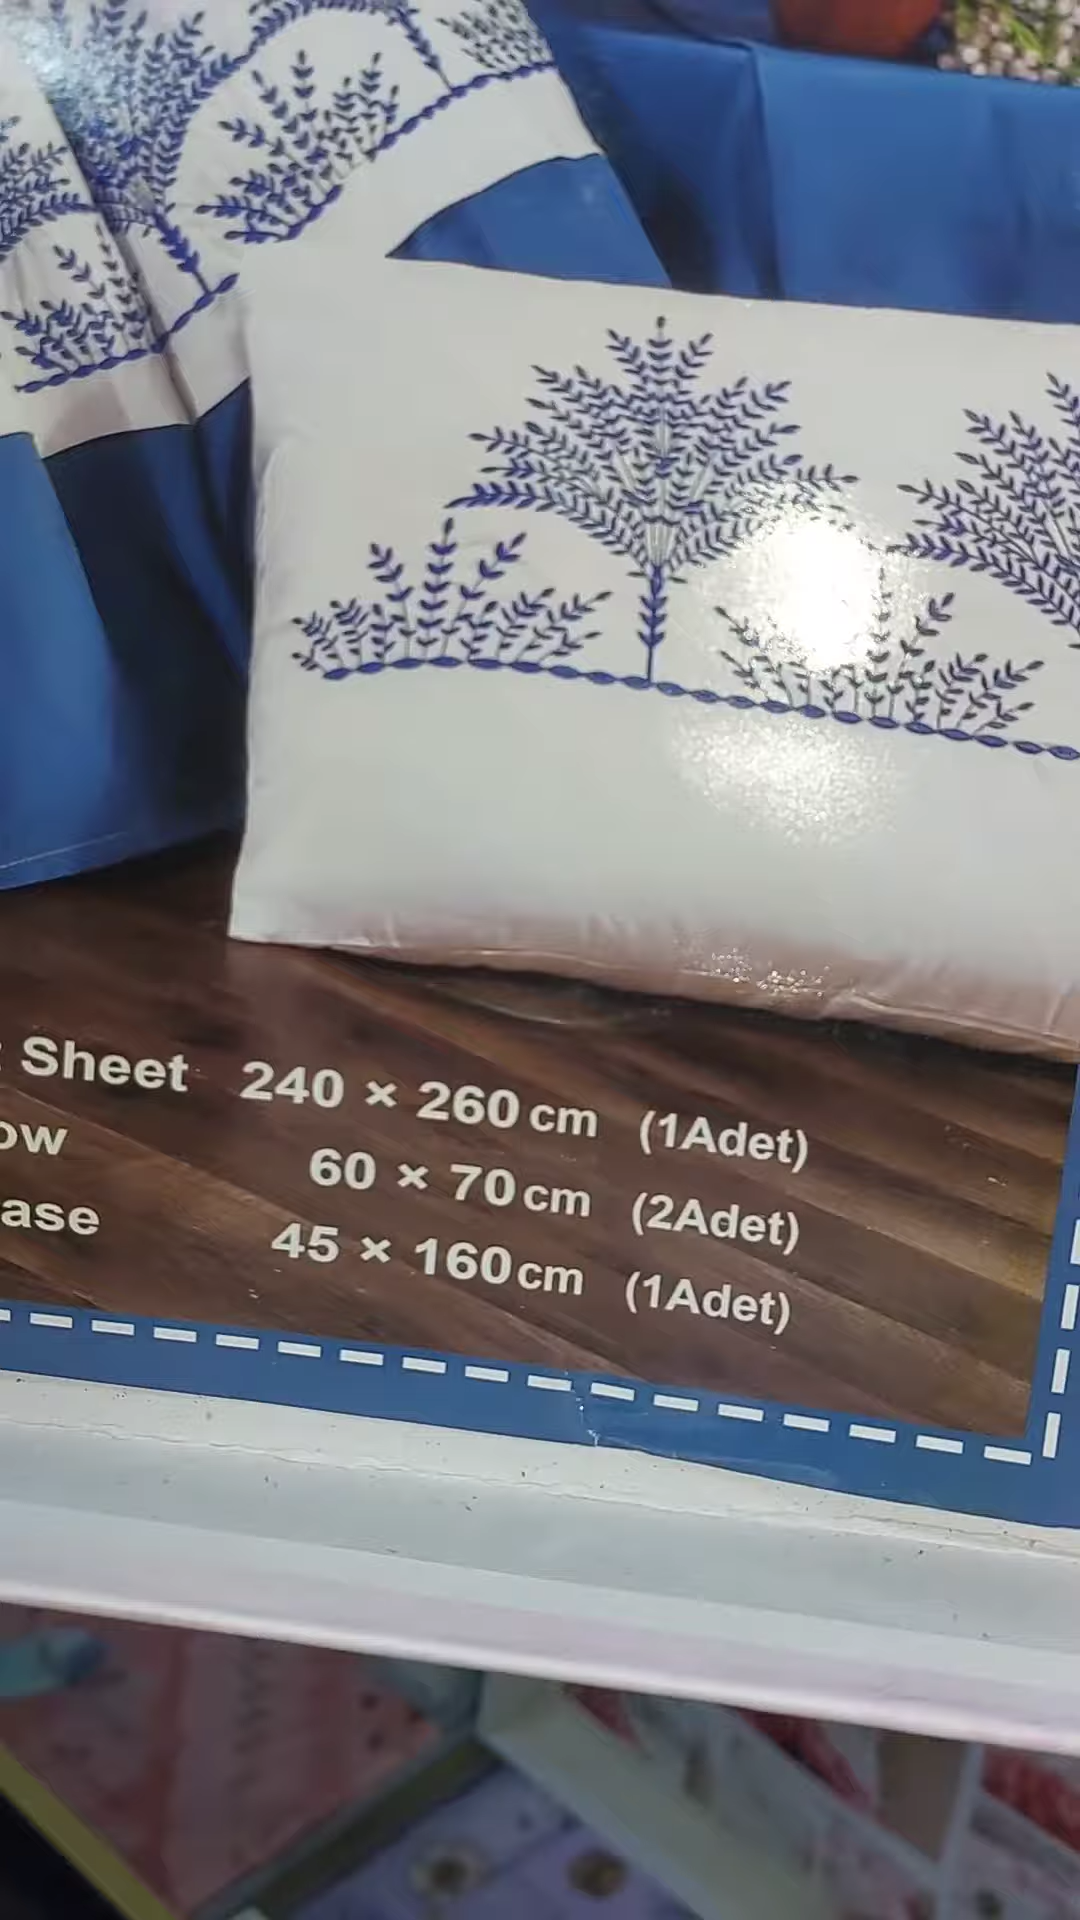 : Sheet 240 × 260 cm (1Adet)
ow 60 × 70 cm (2Adet)
ase 45 × 160 cm (1Adet)